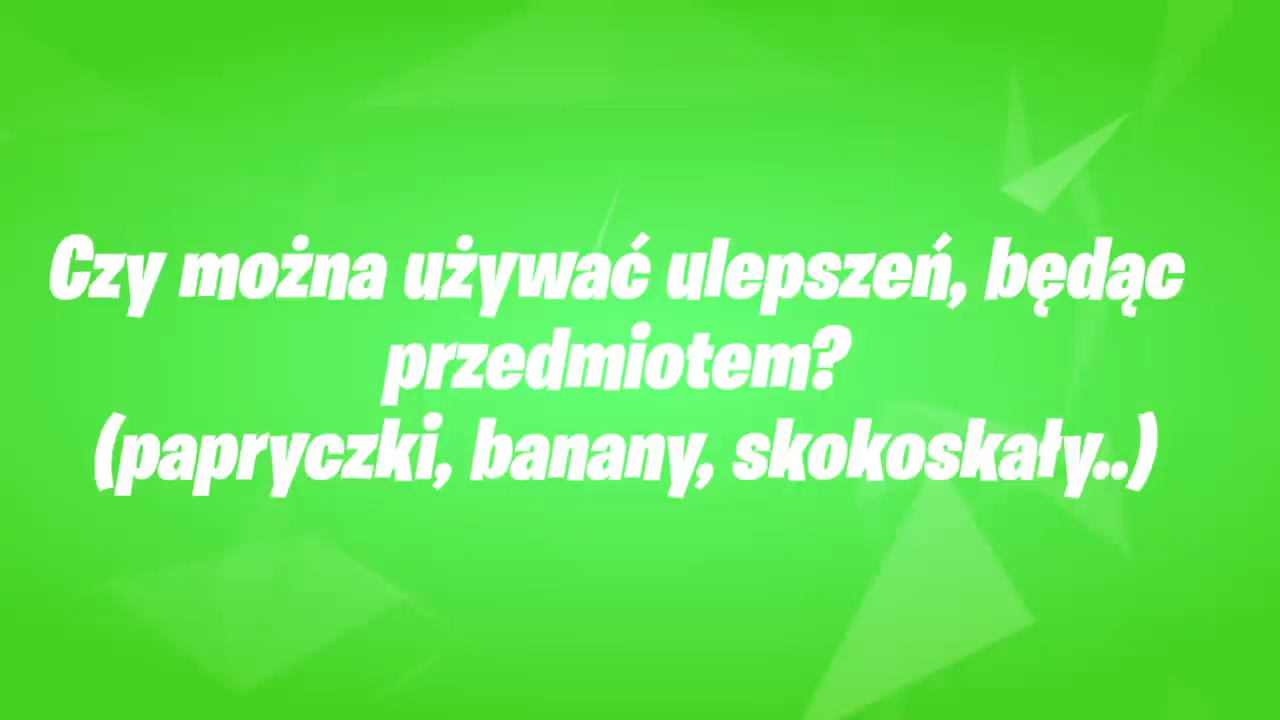 Czy można używać ulepszeń, będąc
przedmiotem?
(papryczki, banany, skokoskały..)